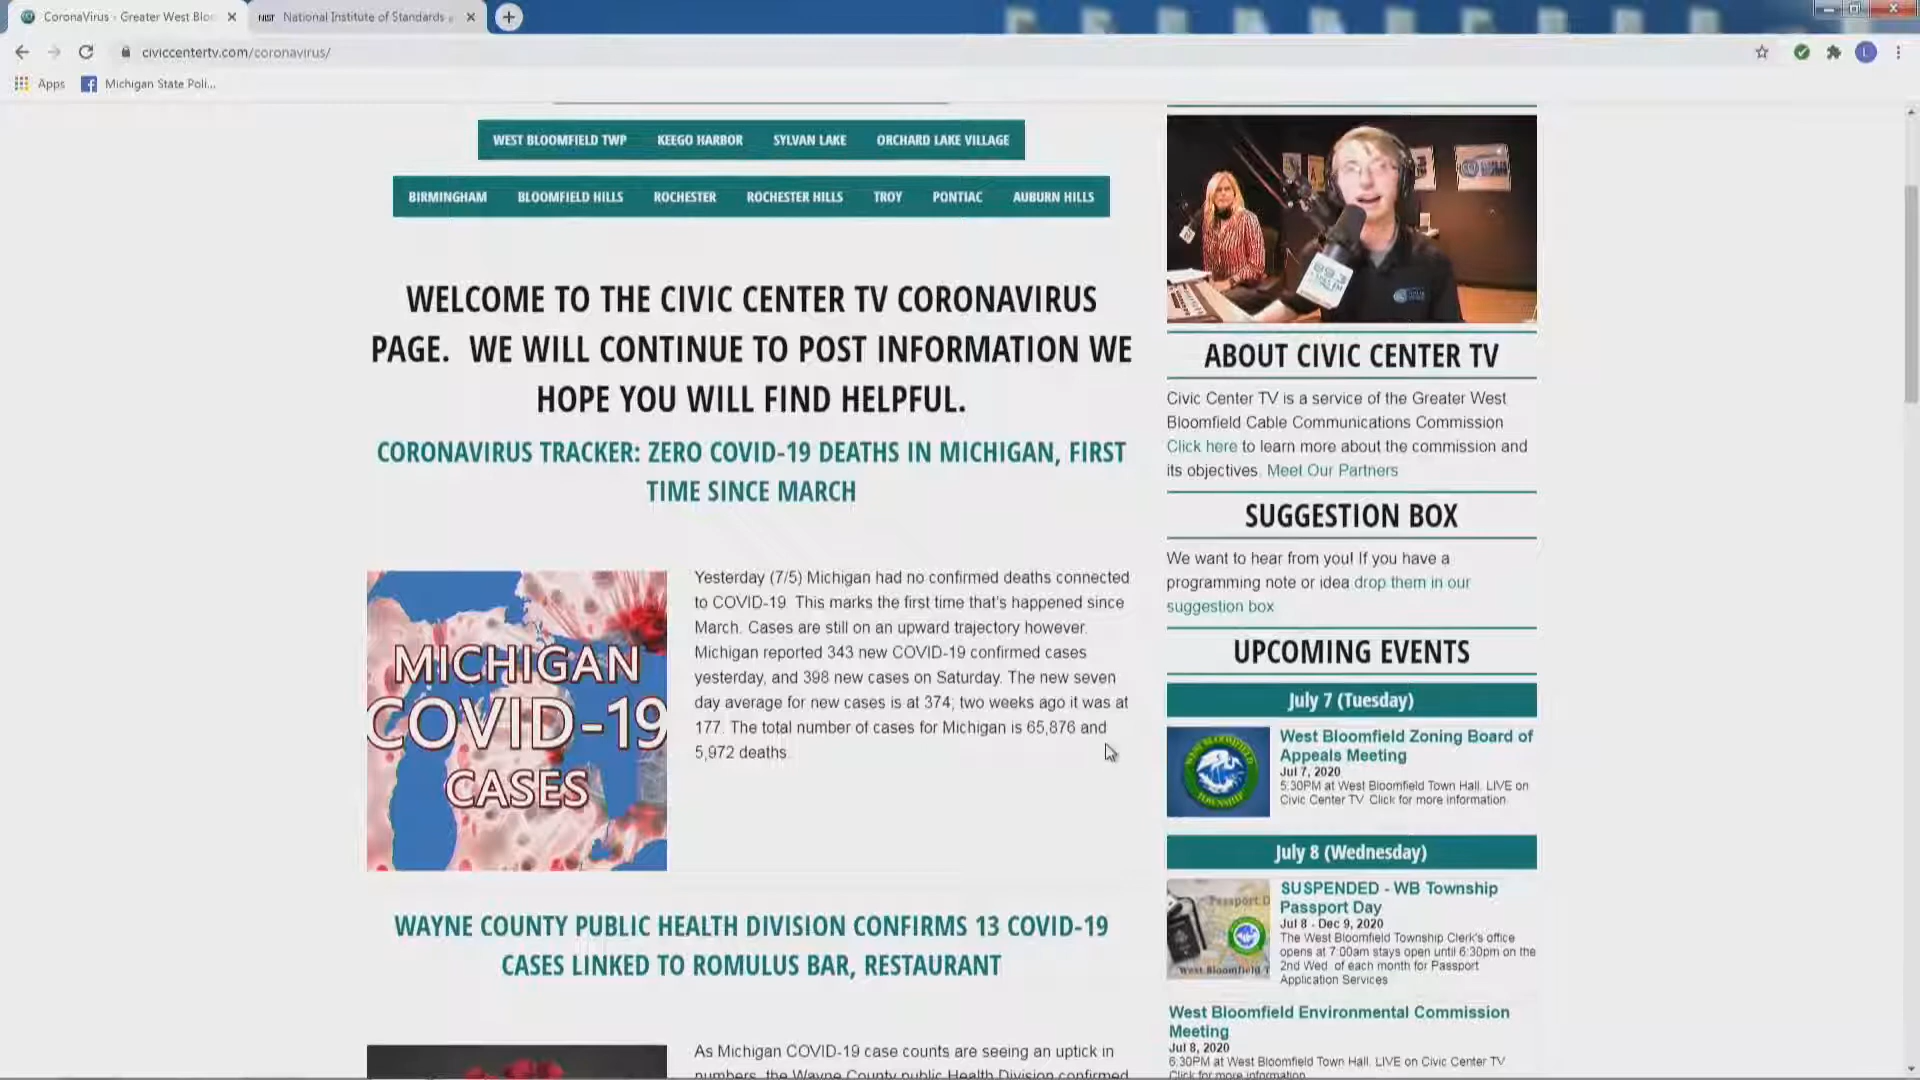 CoronaVirus - Greater West Bloo
NIST National Institute of Standards a
civiccentertv.com/coronavirus/
L
Apps
Michigan State Poli...
WEST BLOOMFIELD TWP KEEGO HARBOR SYLVAN LAKE ORCHARD LAKE VILLAGE
BIRMINGHAM BLOOMFIELD HILLS ROCHESTER ROCHESTER HILLS TROY PONTIAC AUBURN HILLS
WELCOME TO THE CIVIC CENTER TV CORONAVIRUS
PAGE. WE WILL CONTINUE TO POST INFORMATION WE
HOPE YOU WILL FIND HELPFUL.
CORONAVIRUS TRACKER: ZERO COVID-19 DEATHS IN MICHIGAN, FIRST
TIME SINCE MARCH
MICHIGAN
COVID-19
CASES
Yesterday (7/5) Michigan had no confirmed deaths connected
to COVID-19. This marks the first time that's happened since
March. Cases are still on an upward trajectory however.
Michigan reported 343 new COVID-19 confirmed cases
yesterday, and 398 new cases on Saturday. The new seven
day average for new cases is at 374; two weeks ago it was at
177. The total number of cases for Michigan is 65,876 and
5,972 deaths.
WAYNE COUNTY PUBLIC HEALTH DIVISION CONFIRMS 13 COVID-19
CASES LINKED TO ROMULUS BAR, RESTAURANT
As Michigan COVID-19 case counts are seeing an uptick in
numbers, the Wayne County public Health Division confirmed
89.3
ABOUT CIVIC CENTER TV
Civic Center TV is a service of the Greater West
Bloomfield Cable Communications Commission
Click here to learn more about the commission and
its objectives. Meet Our Partners
SUGGESTION BOX
We want to hear from you! If you have a
programming note or idea drop them in our
suggestion box
UPCOMING EVENTS
July 7 (Tuesday)
West Bloomfield Zoning Board of
Appeals Meeting
Jul 7, 2020
5:30PM at West Bloomfield Town Hall. LIVE on
Civic Center TV Click for more information.
WEST BLOOMFIELD
TOWNSHIP
July 8 (Wednesday)
SUSPENDED - WB Township
Passport Day
Jul 8 - Dec 9, 2020
The West Bloomfield Township Clerk's office
opens at 7:00am stays open until 6:30pm on the
2nd Wed. of each month for Passport
Application Services
Passport D
West Bloomfield T
West Bloomfield Environmental Commission
Meeting
Jul 8, 2020
6:30PM at West Bloomfield Town Hall. LIVE on Civic Center TV
Click for more information.